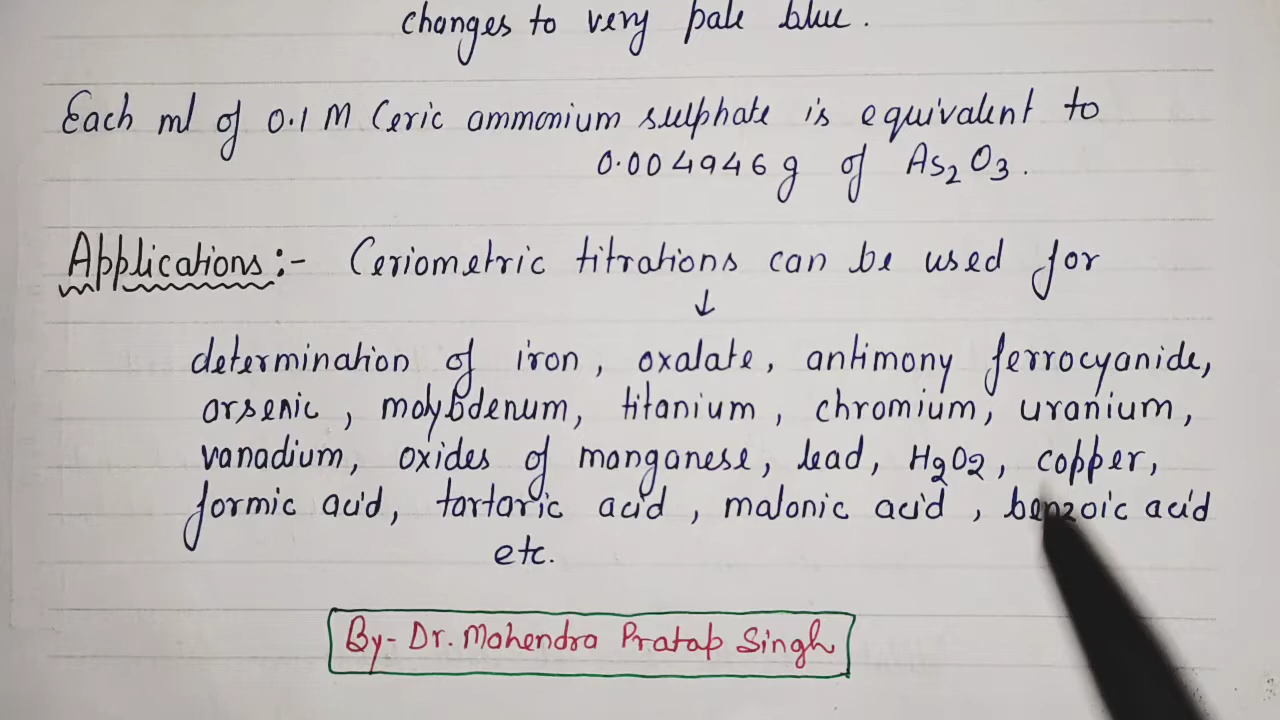 changes to very pale blue.
Each ml of 0.1 M Ceric ammonium sulphate is equivalent to
0.004946 g of As2O3.
Applications:- Ceriometric titrations can be used for
↓
determination of iron, oxalate, antimony ferrocyanide,
arsenic, molybdenum, titanium, chromium, uranium,
vanadium, oxides of manganese, lead, H2O2, copper,
formic acid, tartaric acid, malonic acid, benzoic acid
etc.
By- Dr. Mahendra Pratap Singh